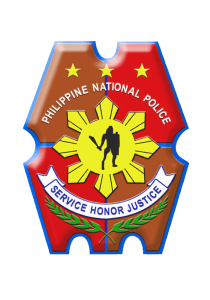 PHILIPPINE NATIONAL POLICE
SERVICE HONOR JUSTICE